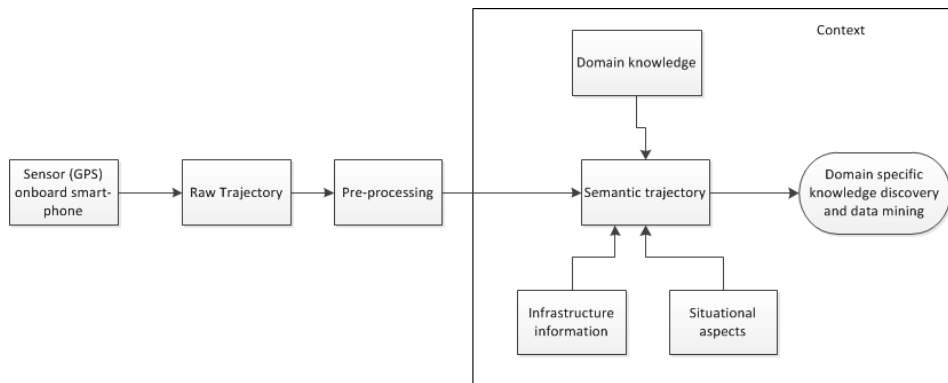 Context
Domain knowledge
Sensor (GPS)
onboard smart-
phone
Raw Trajectory
Pre-processing
Semantic trajectory
Domain specific
knowledge discovery
and data mining
Infrastructure
information
Situational
aspects